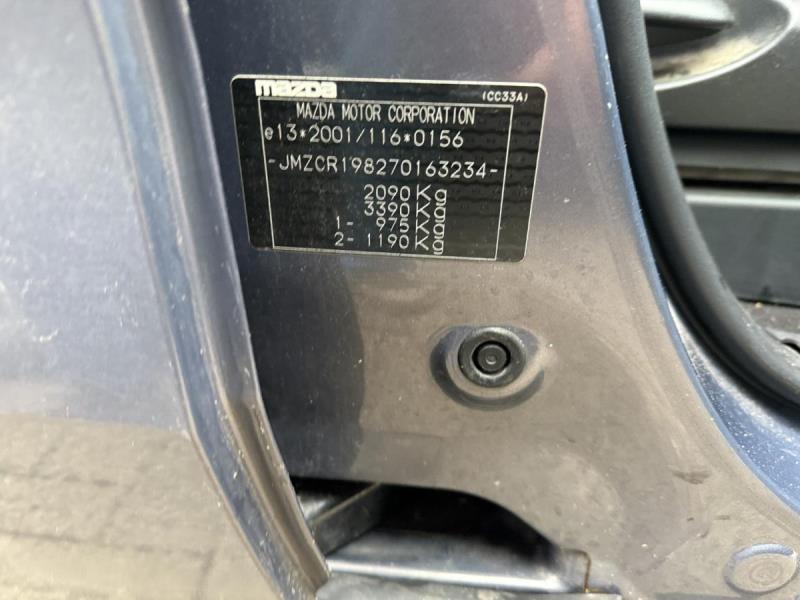 mazda (CC33A)
MAZDA MOTOR CORPORATION
e13*2001/116*0156
-JMZCR198270163234-
2090 Kg
3390 Kg
1- 975 Kg
2- 1190 Kg